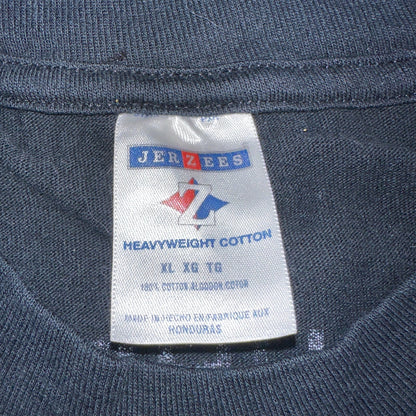 JERZEES
Z
HEAVYWEIGHT COTTON
XL XG TG
100% COTTON ALGODON COTON
MADE IN·HECHO EN·FABRIQUE AUX
HONDURAS